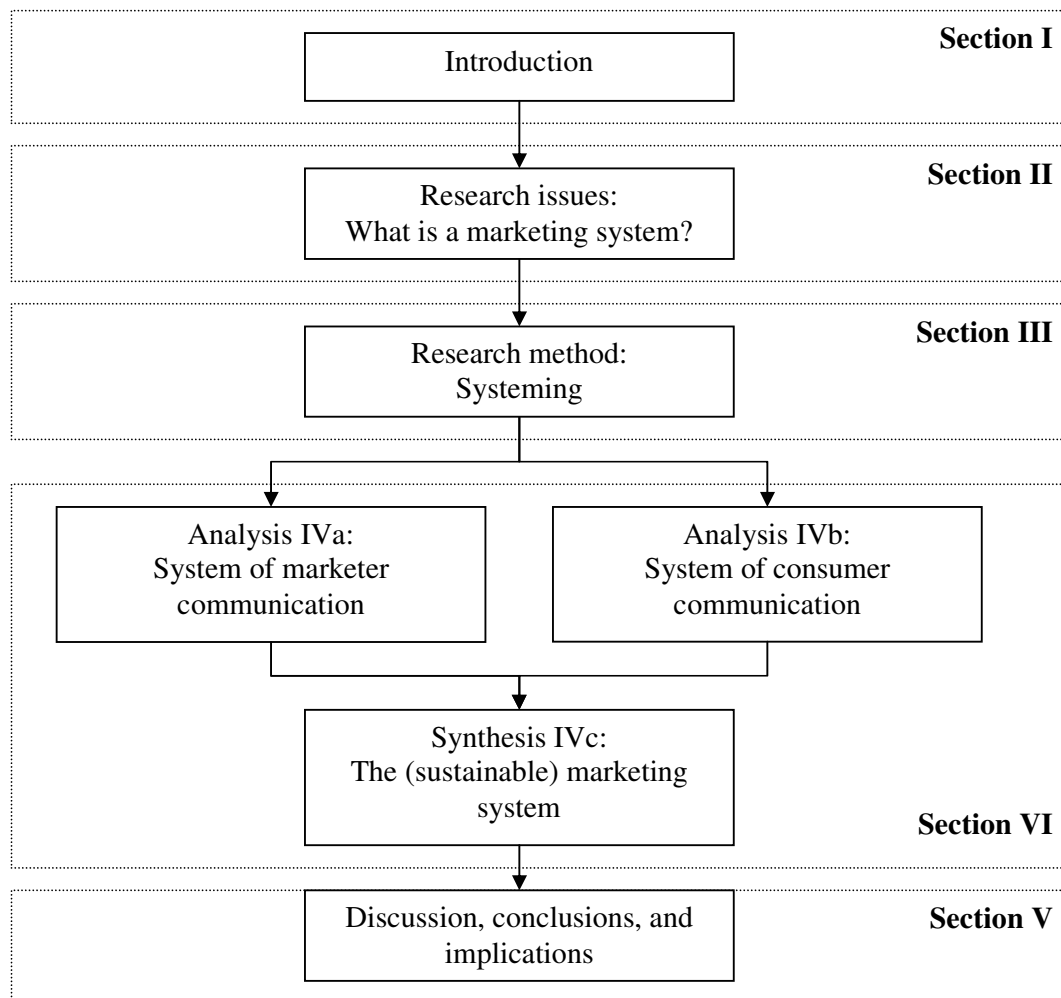 Section I
Introduction
Section II
Research issues:
What is a marketing system?
Section III
Research method:
Systeming
Analysis IVa:
System of marketer
communication
Analysis IVb:
System of consumer
communication
Synthesis IVc:
The (sustainable) marketing
system
Section VI
Discussion, conclusions, and
implications
Section V